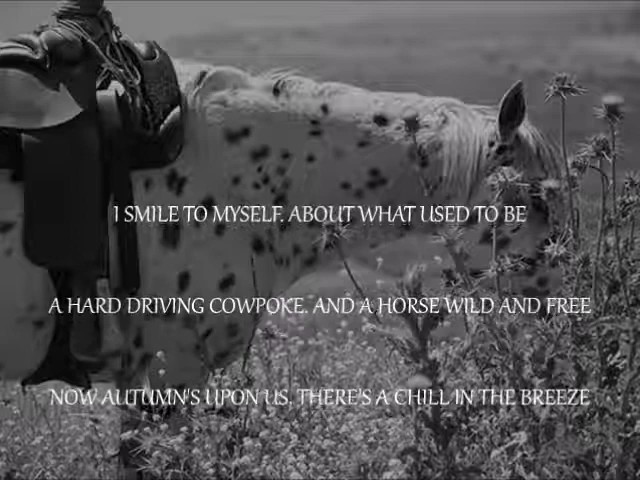 I SMILE TO MYSELF. ABOUT WHAT USED TO BE
A HARD DRIVING COWPOKE. AND A HORSE WILD AND FREE
NOW AUTUMN'S UPON US. THERE'S A CHILL IN THE BREEZE